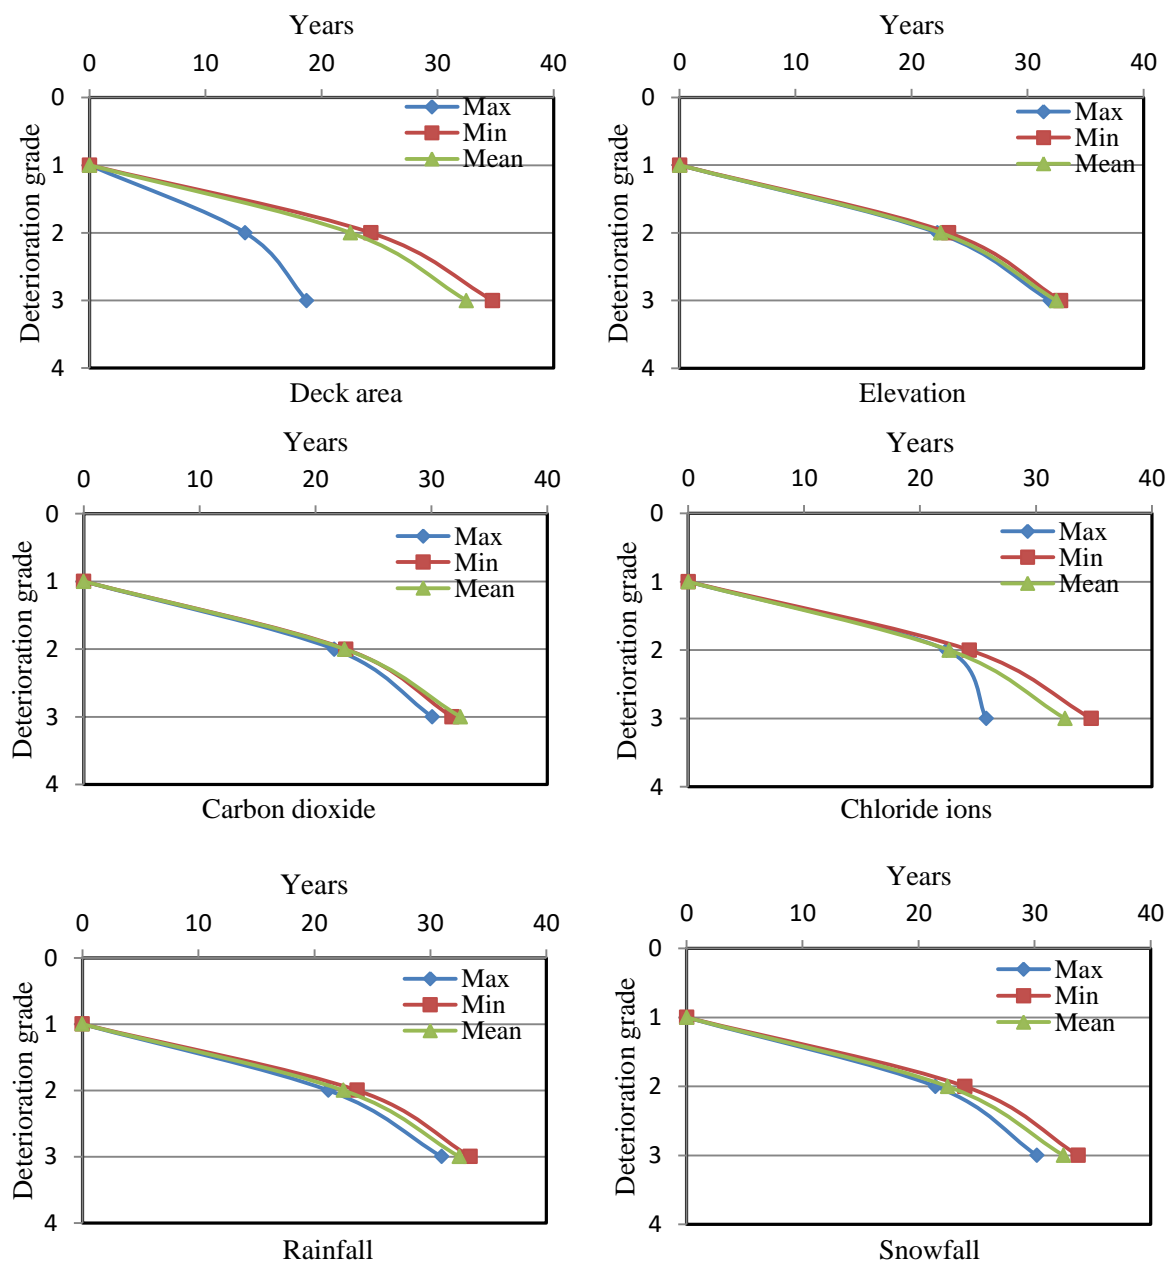 Years
0 10 20 30 40
0
1
2
3
4
Deterioration grade
Max
Min
Mean
Deck area
Years
0 10 20 30 40
0
1
2
3
4
Deterioration grade
Max
Min
Mean
Elevation
Years
0 10 20 30 40
0
1
2
3
4
Deterioration grade
Max
Min
Mean
Carbon dioxide
Years
0 10 20 30 40
0
1
2
3
4
Deterioration grade
Max
Min
Mean
Chloride ions
Years
0 10 20 30 40
0
1
2
3
4
Deterioration grade
Max
Min
Mean
Rainfall
Years
0 10 20 30 40
0
1
2
3
4
Deterioration grade
Max
Min
Mean
Snowfall